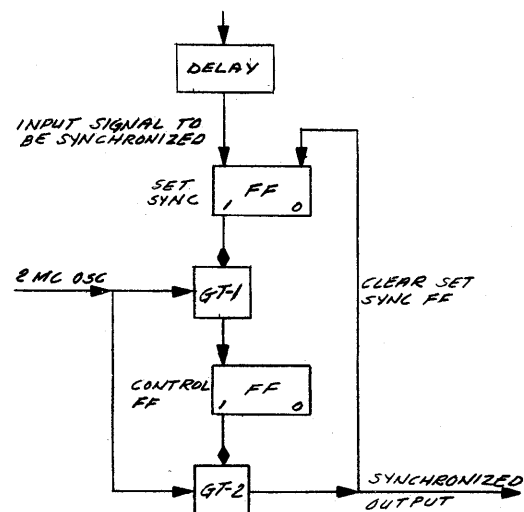 DELAY
INPUT SIGNAL TO
BE SYNCHRONIZED
SET
SYNC
FF
1 0
2 MC OSC
GT-1
CLEAR SET
SYNC FF
CONTROL
FF
FF
1 0
GT-2
SYNCHRONIZED
OUTPUT